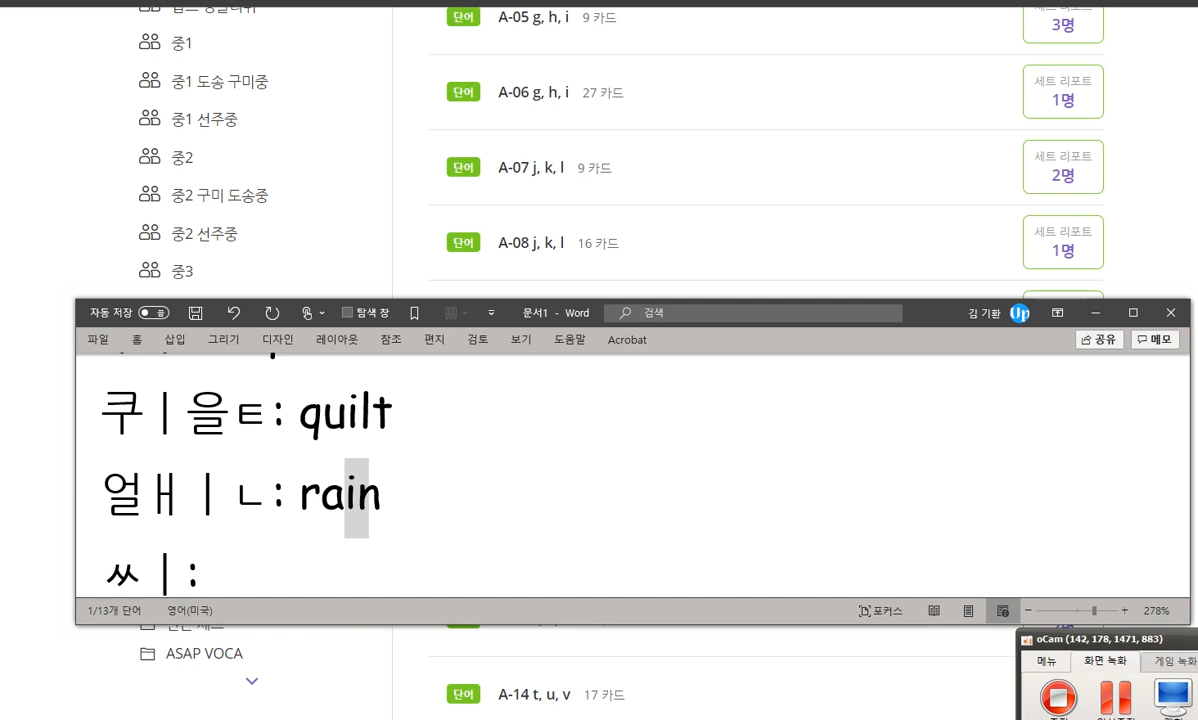 중1
중1 도송 구미중
중1 선주중
중2
중2 구미 도송중
중2 선주중
중3
단어 A-05 g, h, i 9 카드
3명
단어 A-06 g, h, i 27 카드
세트 리포트
1명
단어 A-07 j, k, l 9 카드
세트 리포트
2명
단어 A-08 j, k, l 16 카드
세트 리포트
1명
자동 저장 끔 탐색 창 문서1 - Word 검색 김 기환 Up
파일 홈 삽입 그리기 디자인 레이아웃 참조 편지 검토 보기 도움말 Acrobat 공유 메모
쿠ㅣ을ㅌ: quilt
얼ㅐㅣㄴ: rain
ㅆㅣ:
1/13개 단어 영어(미국) 포커스 278%
ASAP VOCA
단어 A-14 t, u, v 17 카드
oCam (142, 178, 1471, 883)
메뉴 화면 녹화 게임 녹화